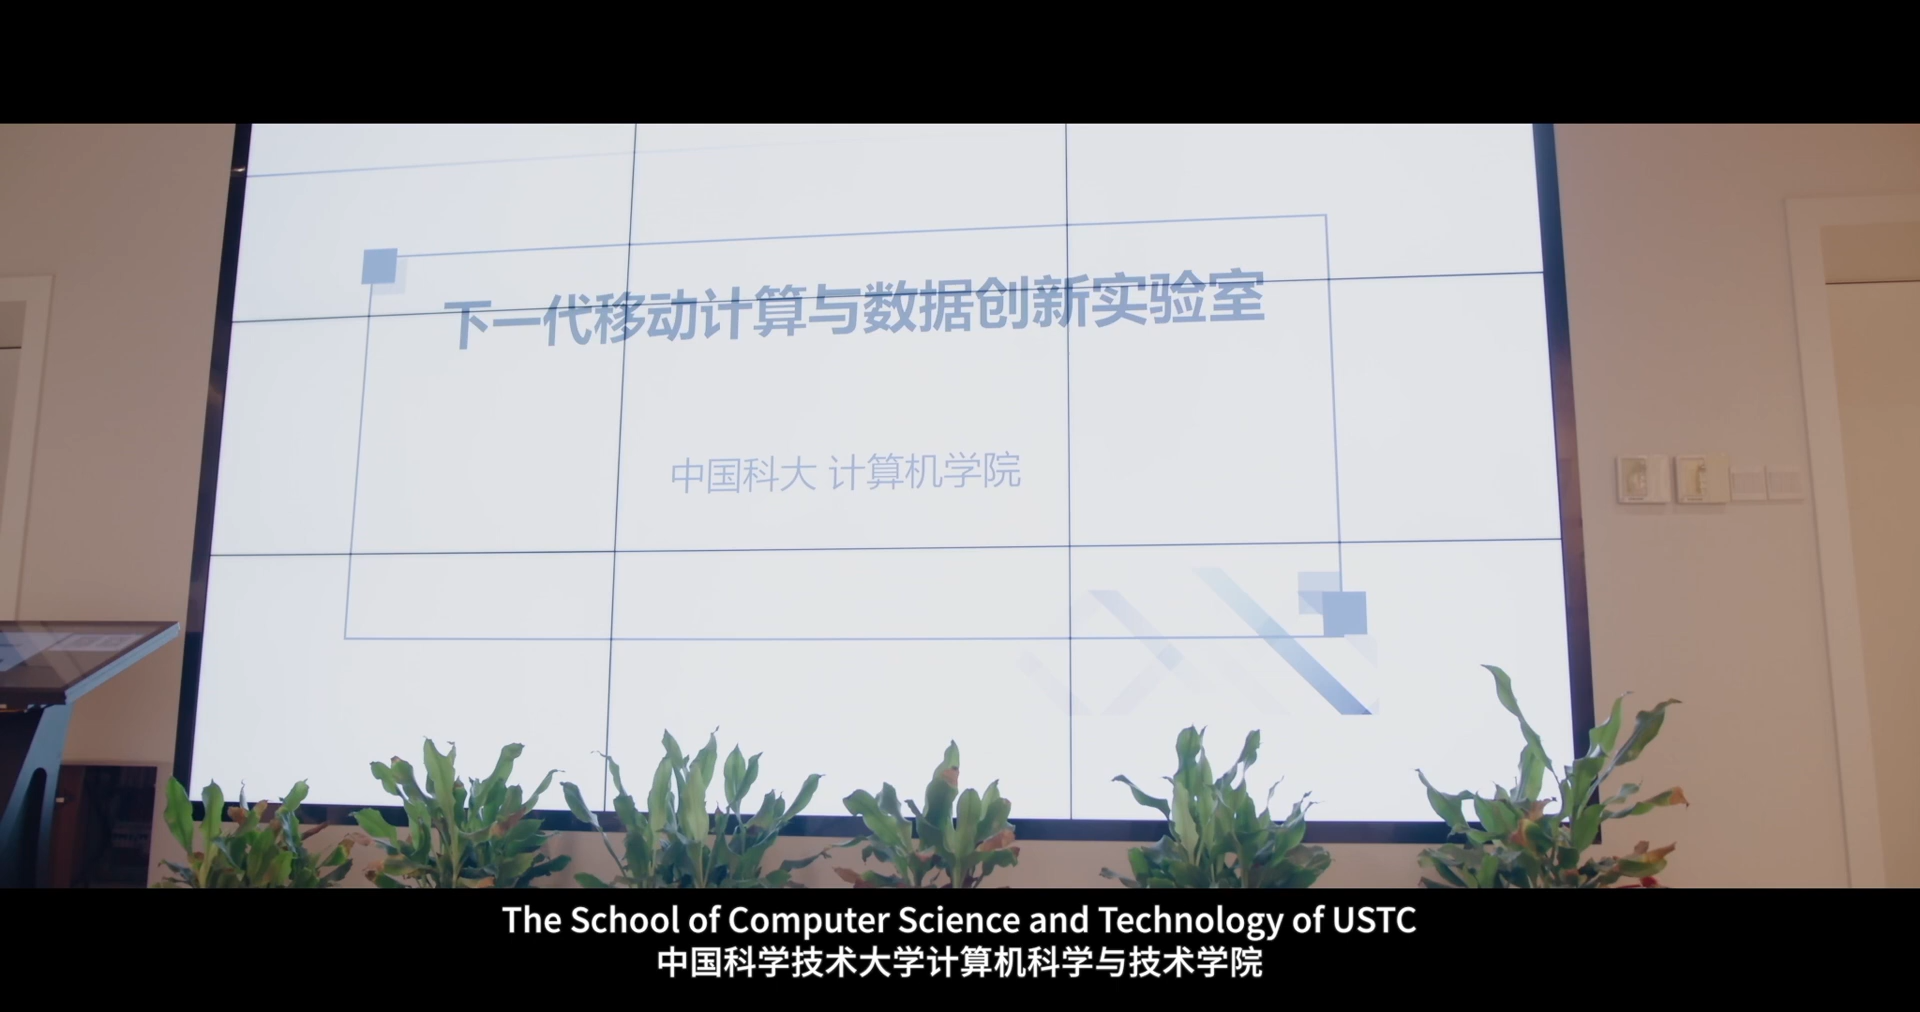 下一代移动计算与数据创新实验室
中国科大 计算机学院
The School of Computer Science and Technology of USTC
中国科学技术大学计算机科学与技术学院